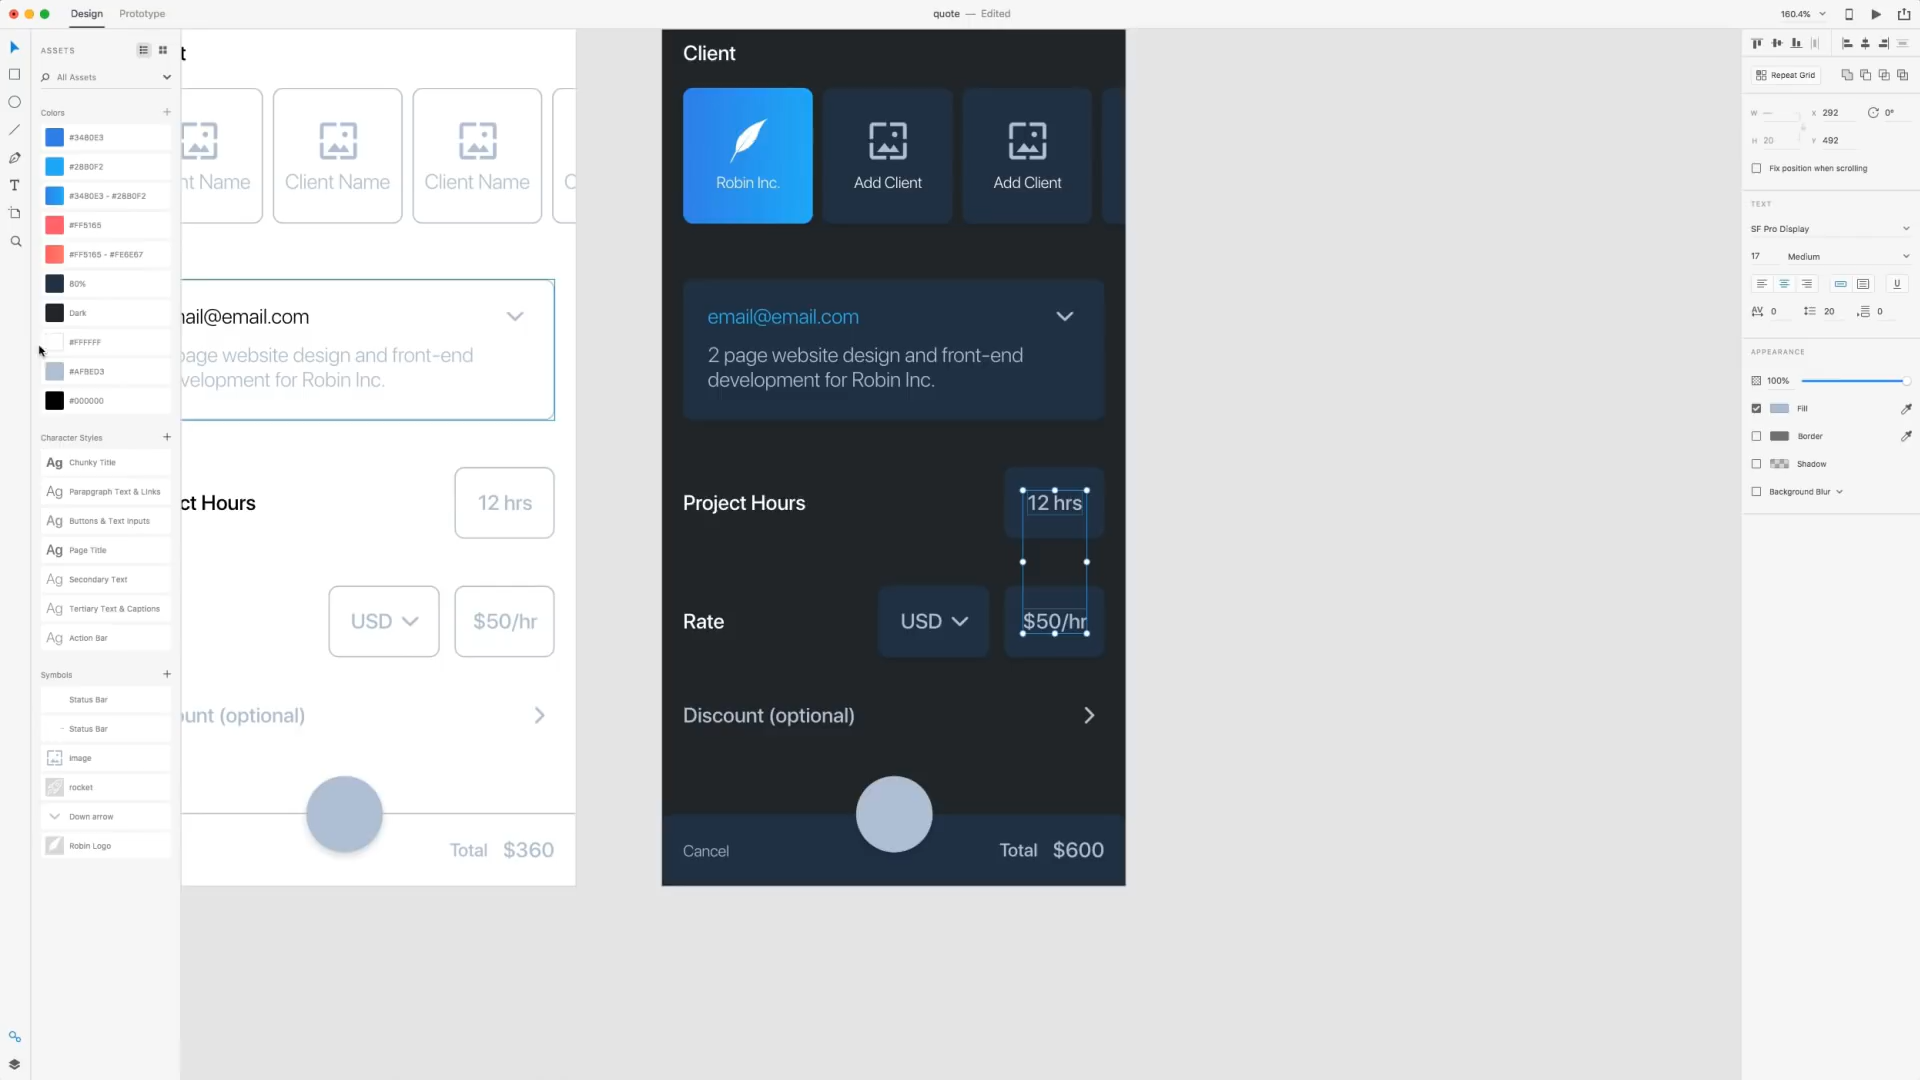 Design Prototype
quote — Edited
160.4%
ASSETS
All Assets
Colors
#3480E3
#28B0F2
#3480E3 - #28B0F2
#FF5165
#FF5165 - #FE6E67
80%
Dark
#FFFFFF
#AFBED3
#000000
Character Styles
Ag Chunky Title
Ag Parapgraph Text & Links
Ag Buttons & Text Inputs
Ag Page Title
Ag Secondary Text
Ag Tertiary Text & Captions
Ag Action Bar
Symbols
Status Bar
Status Bar
image
rocket
Down arrow
Robin Logo
t
nt Name
Client Name
Client Name
C
nail@email.com
page website design and front-end
velopment for Robin Inc.
ct Hours
12 hrs
USD
$50/hr
unt (optional)
Total $360
Client
Robin Inc.
Add Client
Add Client
email@email.com
2 page website design and front-end
development for Robin Inc.
Project Hours
12 hrs
Rate
USD
$50/hr
Discount (optional)
Cancel
Total $600
Repeat Grid
W —
X 292
0°
H 20
Y 492
Fix position when scrolling
TEXT
SF Pro Display
17 Medium
U
AV 0
20
0
APPEARANCE
100%
Fill
Border
Shadow
Background Blur